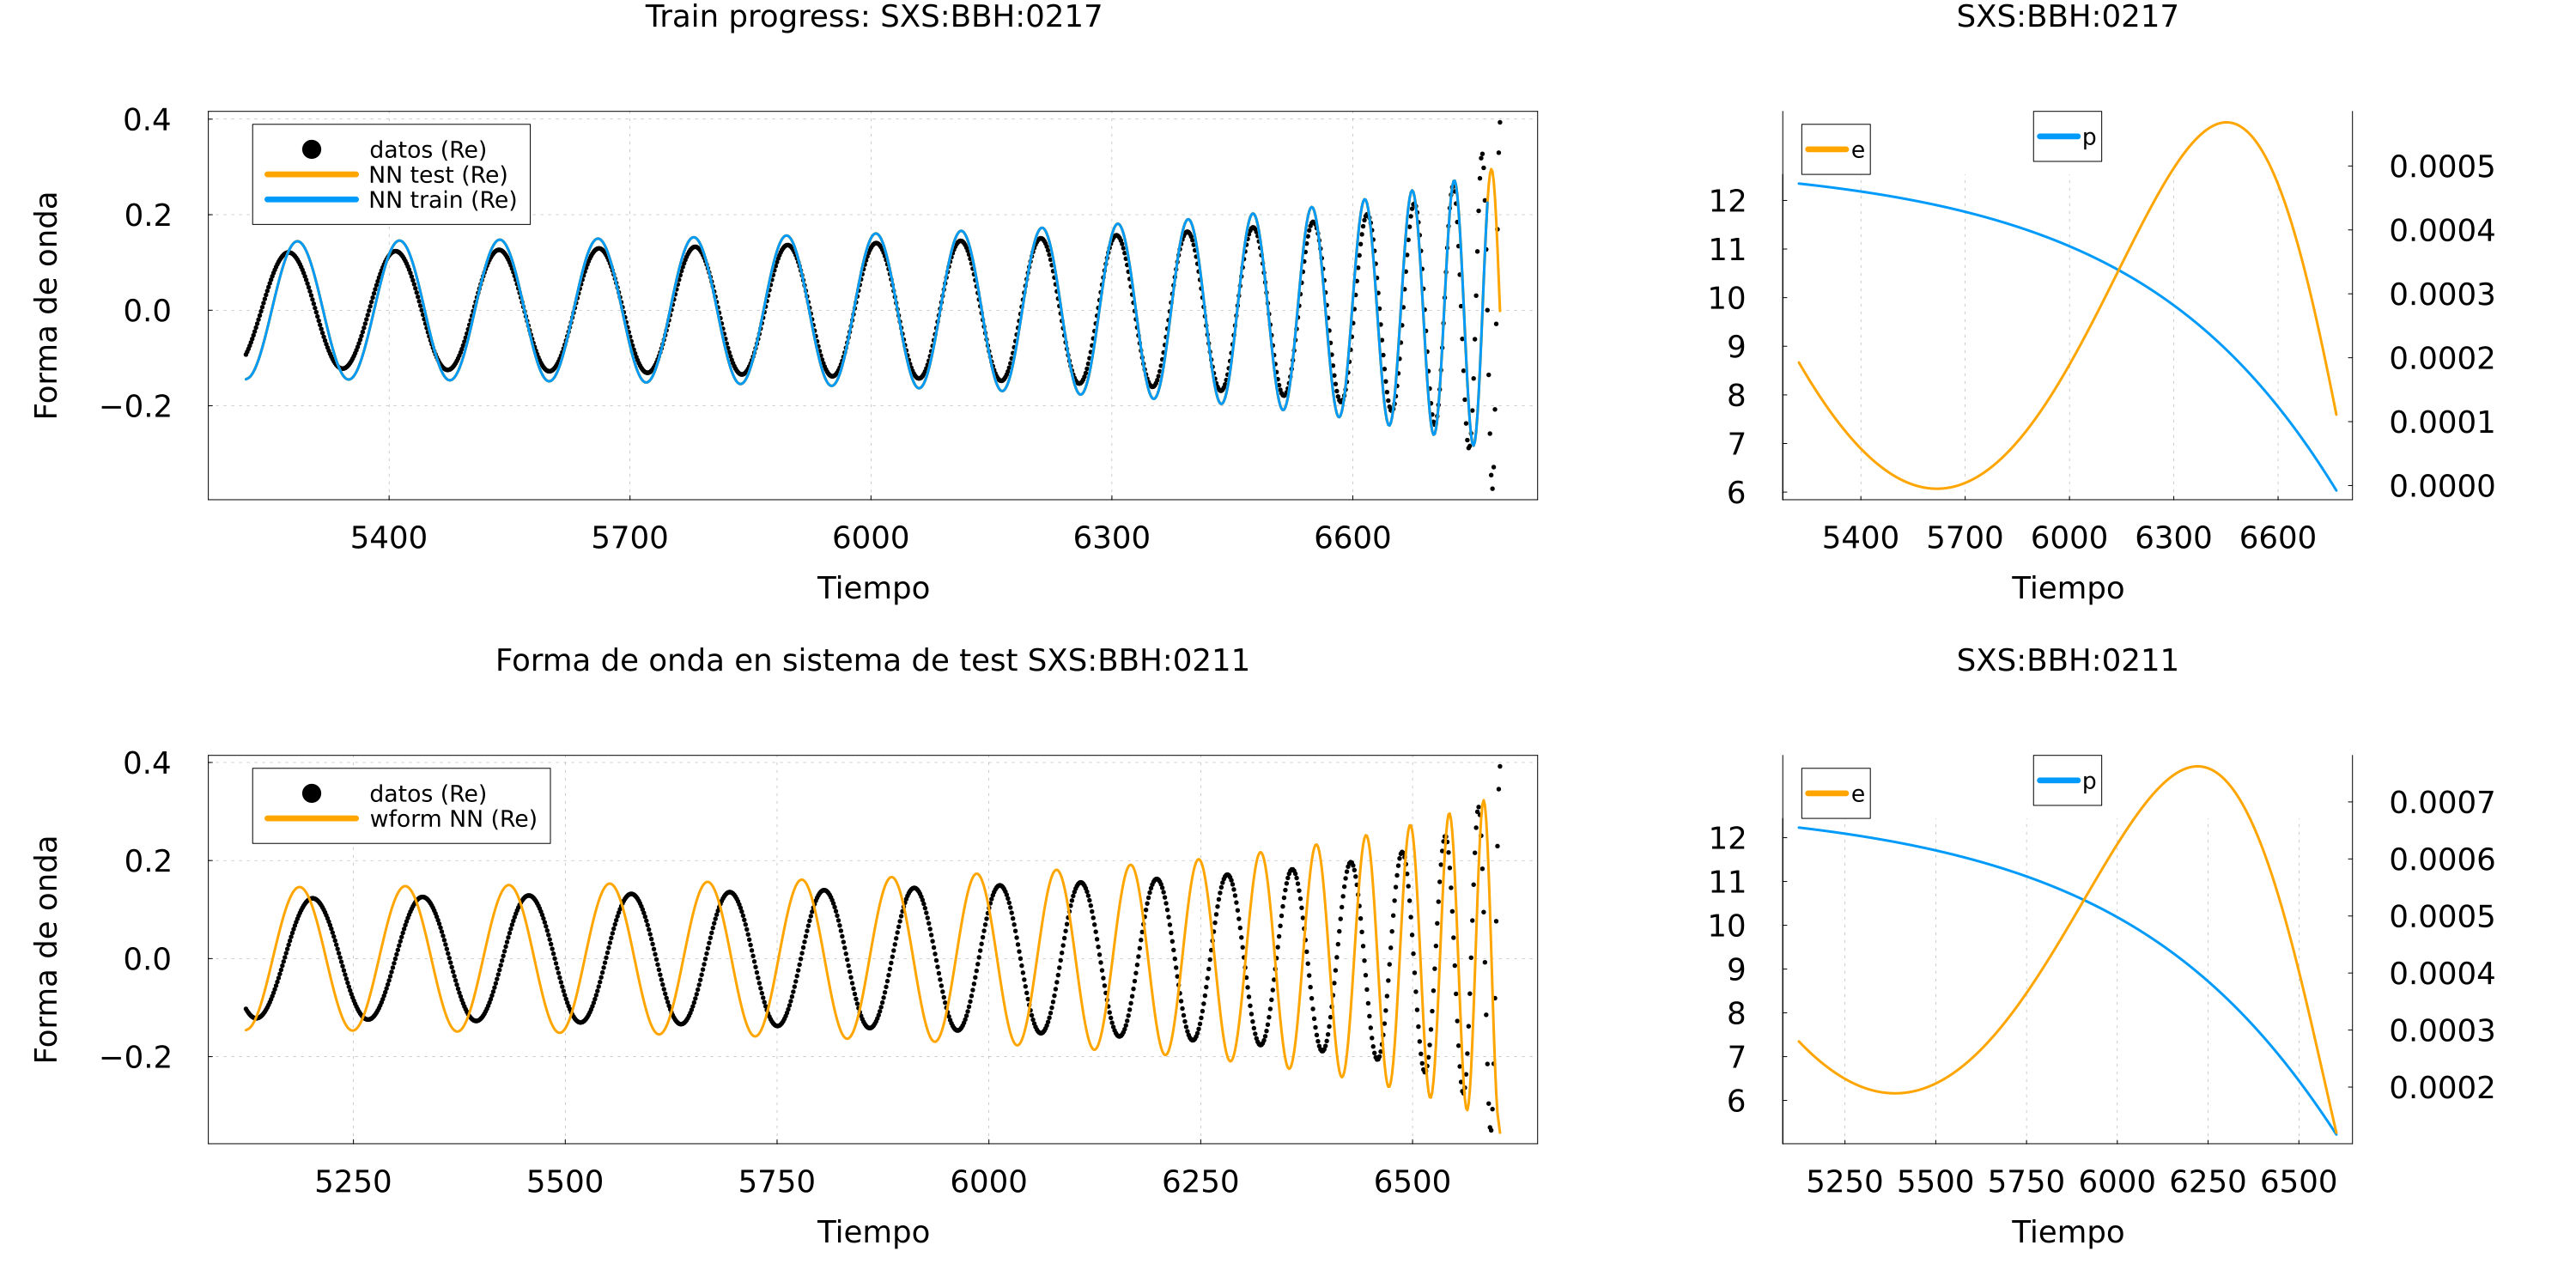 Train progress: SXS:BBH:0217
Forma de onda
0.4
0.2
0.0
−0.2
datos (Re)
NN test (Re)
NN train (Re)
5400 5700 6000 6300 6600
Tiempo
SXS:BBH:0217
e
p
12
11
10
9
8
7
6
0.0005
0.0004
0.0003
0.0002
0.0001
0.0000
5400 5700 6000 6300 6600
Tiempo
Forma de onda en sistema de test SXS:BBH:0211
Forma de onda
0.4
0.2
0.0
−0.2
datos (Re)
wform NN (Re)
5250 5500 5750 6000 6250 6500
Tiempo
SXS:BBH:0211
e
p
12
11
10
9
8
7
6
0.0007
0.0006
0.0005
0.0004
0.0003
0.0002
5250 5500 5750 6000 6250 6500
Tiempo